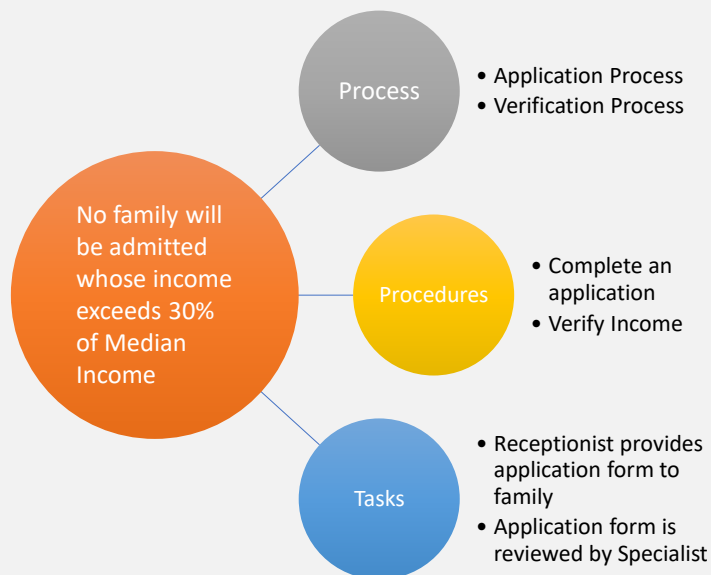 No family will
be admitted
whose income
exceeds 30%
of Median
Income
Process
• Application Process
• Verification Process
Procedures
• Complete an
application
• Verify Income
Tasks
• Receptionist provides
application form to
family
• Application form is
reviewed by Specialist